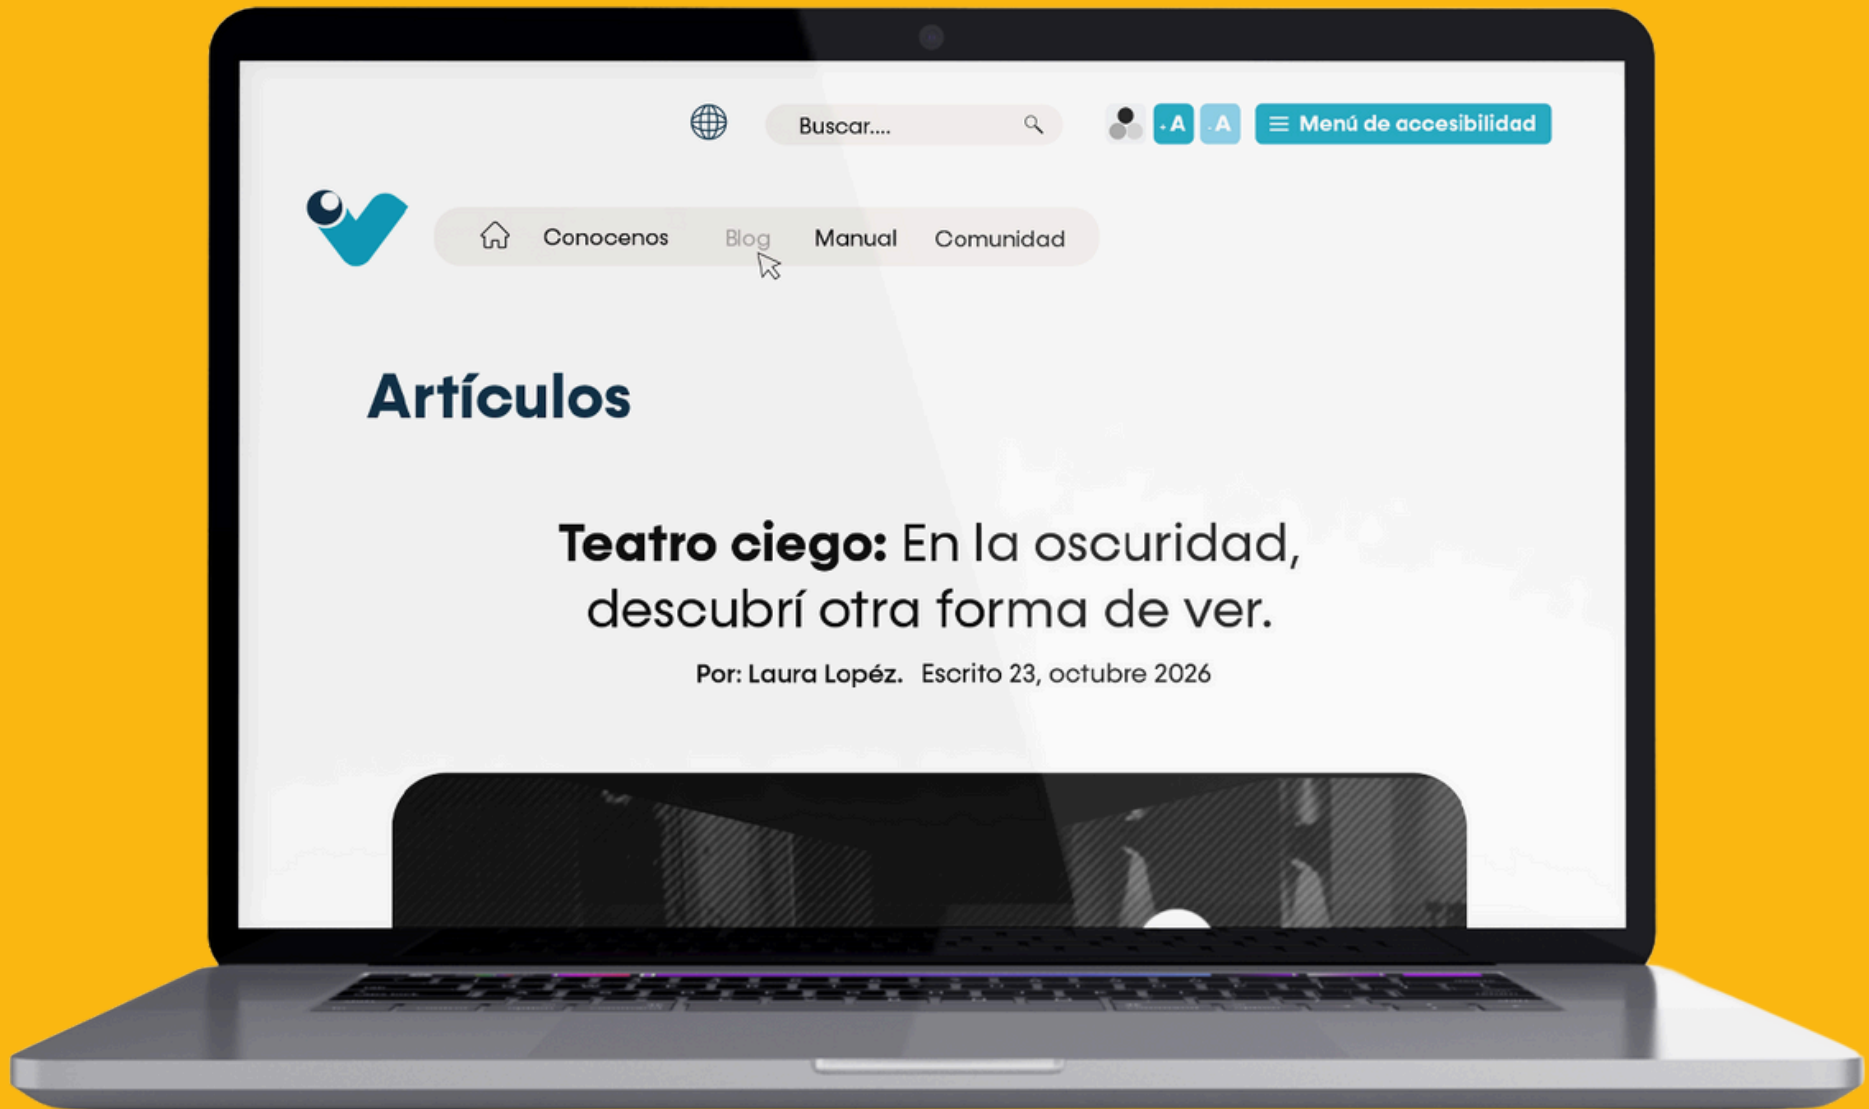 Buscar....
+A
-A
Menú de accesibilidad
Conocenos
Blog
Manual
Comunidad
Artículos
Teatro ciego: En la oscuridad,
descubrí otra forma de ver.
Por: Laura Lopéz. Escrito 23, octubre 2026